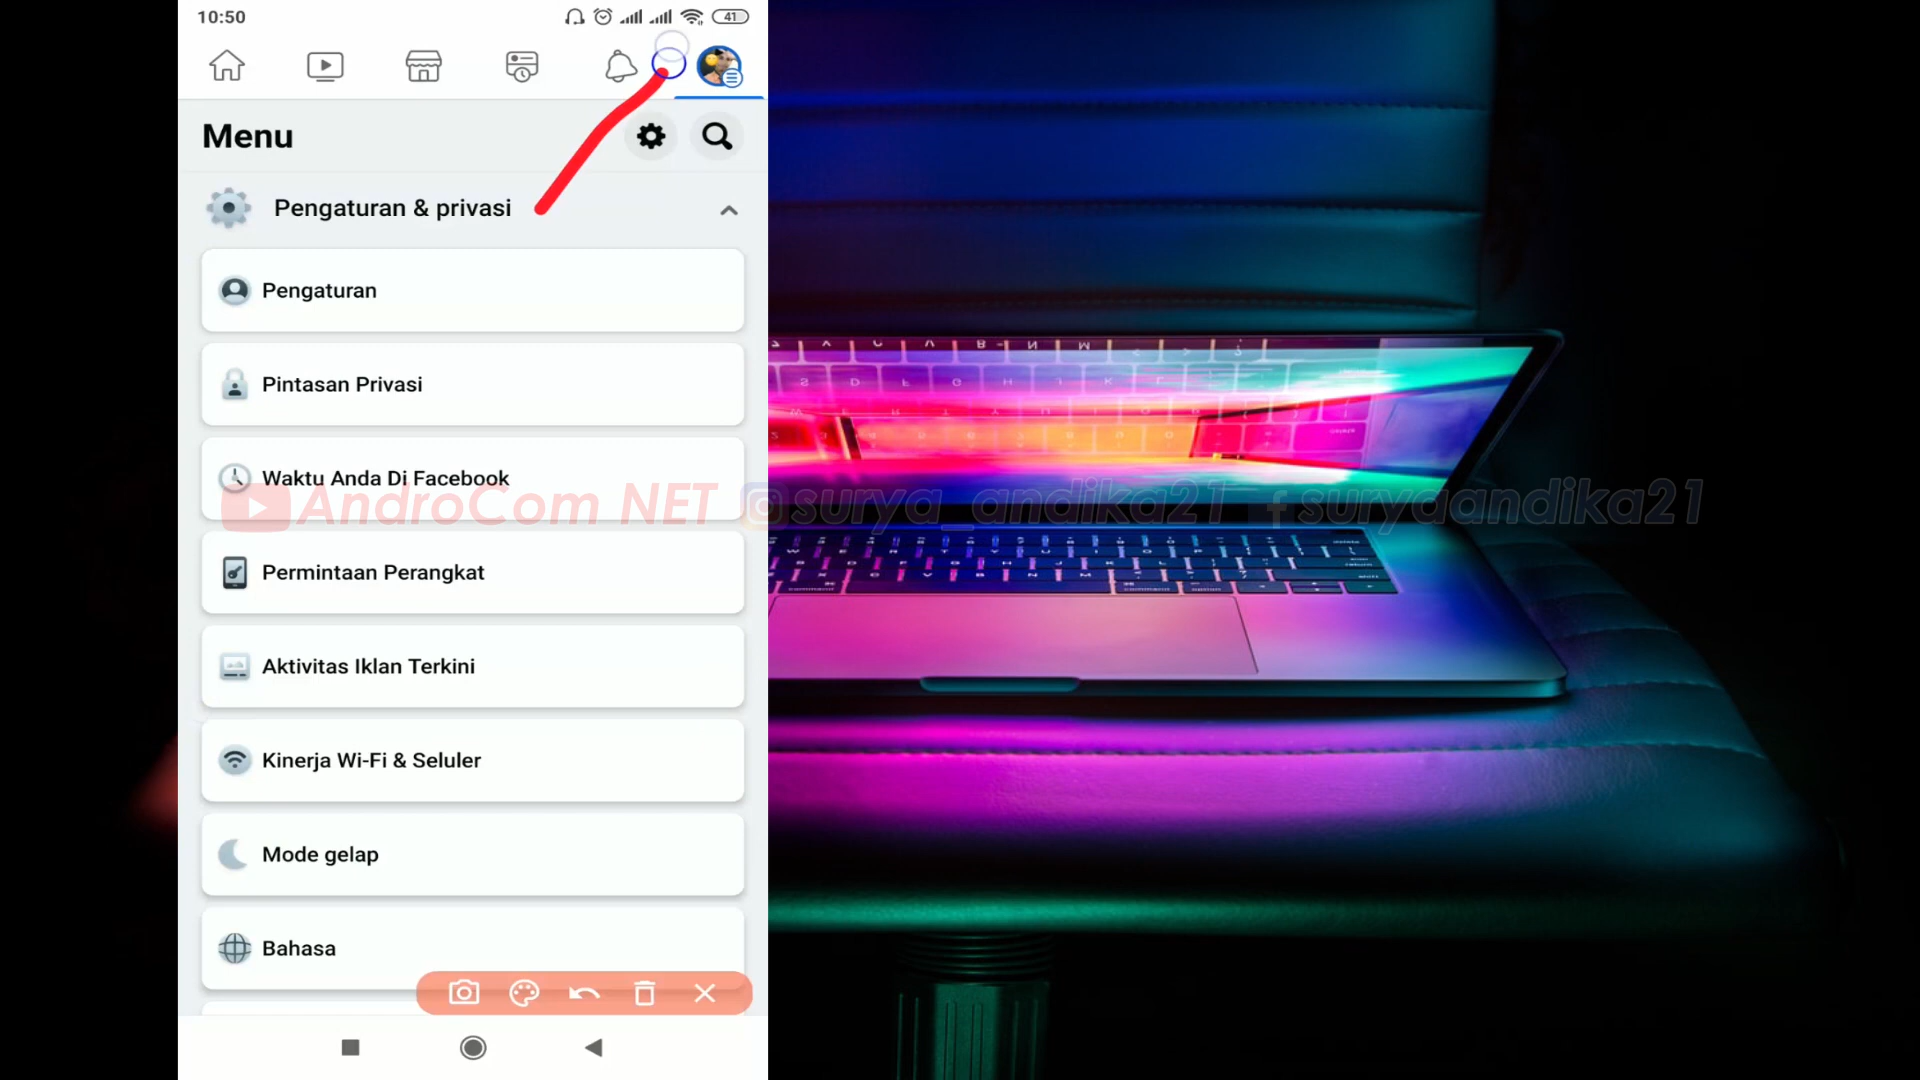 10:50
41
Menu
Pengaturan & privasi
Pengaturan
Pintasan Privasi
Waktu Anda Di Facebook
AndroCom NET surya_andika21 suryaandika21
Permintaan Perangkat
Aktivitas Iklan Terkini
Kinerja Wi-Fi & Seluler
Mode gelap
Bahasa